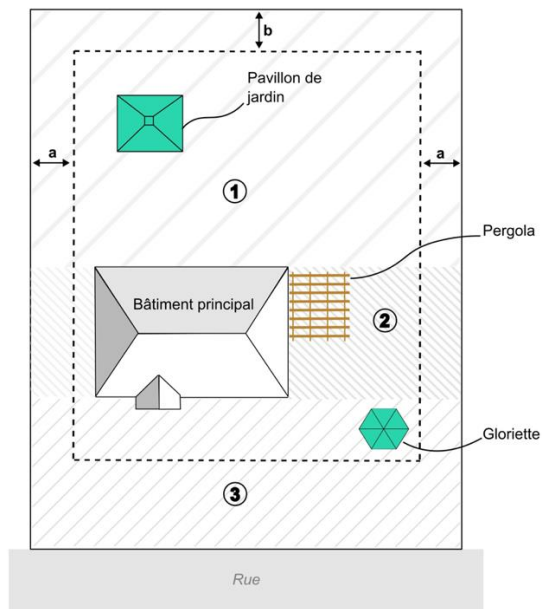 b
Pavillon de
jardin
a
a
1
Pergola
Bâtiment principal
2
Gloriette
3
Rue